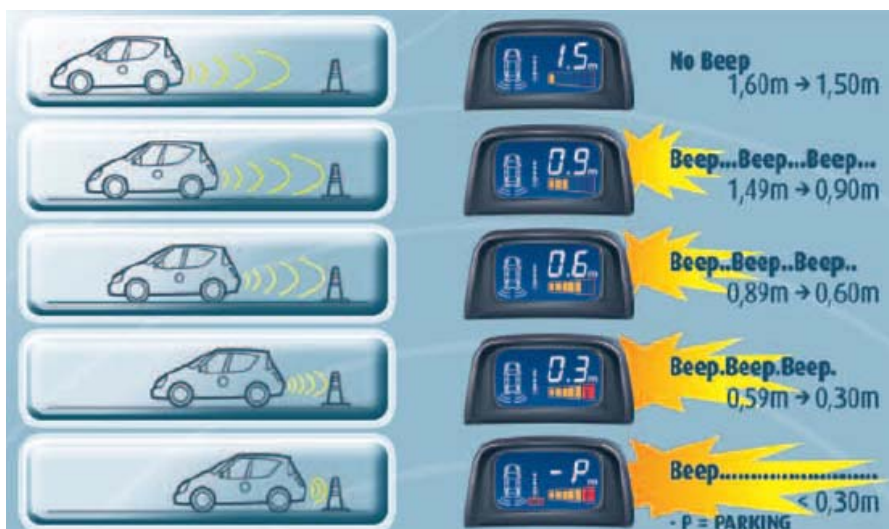 1.5m
No Beep
1,60m → 1,50m
0.9m
Beep...Beep...Beep...
1,49m → 0,90m
0.6m
Beep..Beep..Beep..
0,89m → 0,60m
0.3m
Beep.Beep.Beep.
0,59m → 0,30m
-P m
Beep..............................
< 0,30m
- P = PARKING